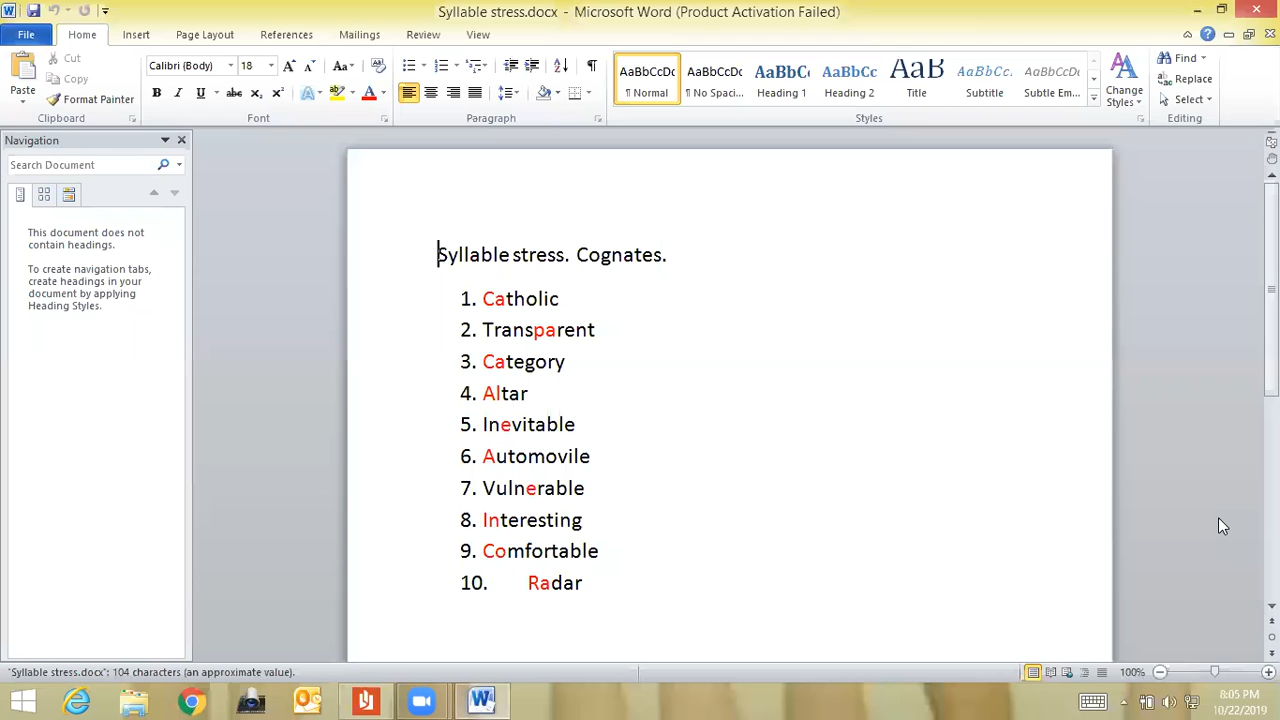 Syllable stress.docx - Microsoft Word (Product Activation Failed)
File Home Insert Page Layout References Mailings Review View
Paste
Cut
Copy
Format Painter
Clipboard
Calibri (Body) 18
Font
Paragraph
AaBbCcDc AaBbCcDc AaBbCc AaBbCc AaB AaBbCcDc AaBbCcDc
¶ Normal ¶ No Spaci... Heading 1 Heading 2 Title Subtitle Subtle Em...
Styles
Change Styles
Find
Replace
Select
Editing
Navigation
Search Document
This document does not
contain headings.
To create navigation tabs,
create headings in your
document by applying
Heading Styles.
Syllable stress. Cognates.
1. Catholic
2. Transparent
3. Category
4. Altar
5. Inevitable
6. Automovile
7. Vulnerable
8. Interesting
9. Comfortable
10. Radar
"Syllable stress.docx": 104 characters (an approximate value).
100%
8:05 PM
10/22/2019